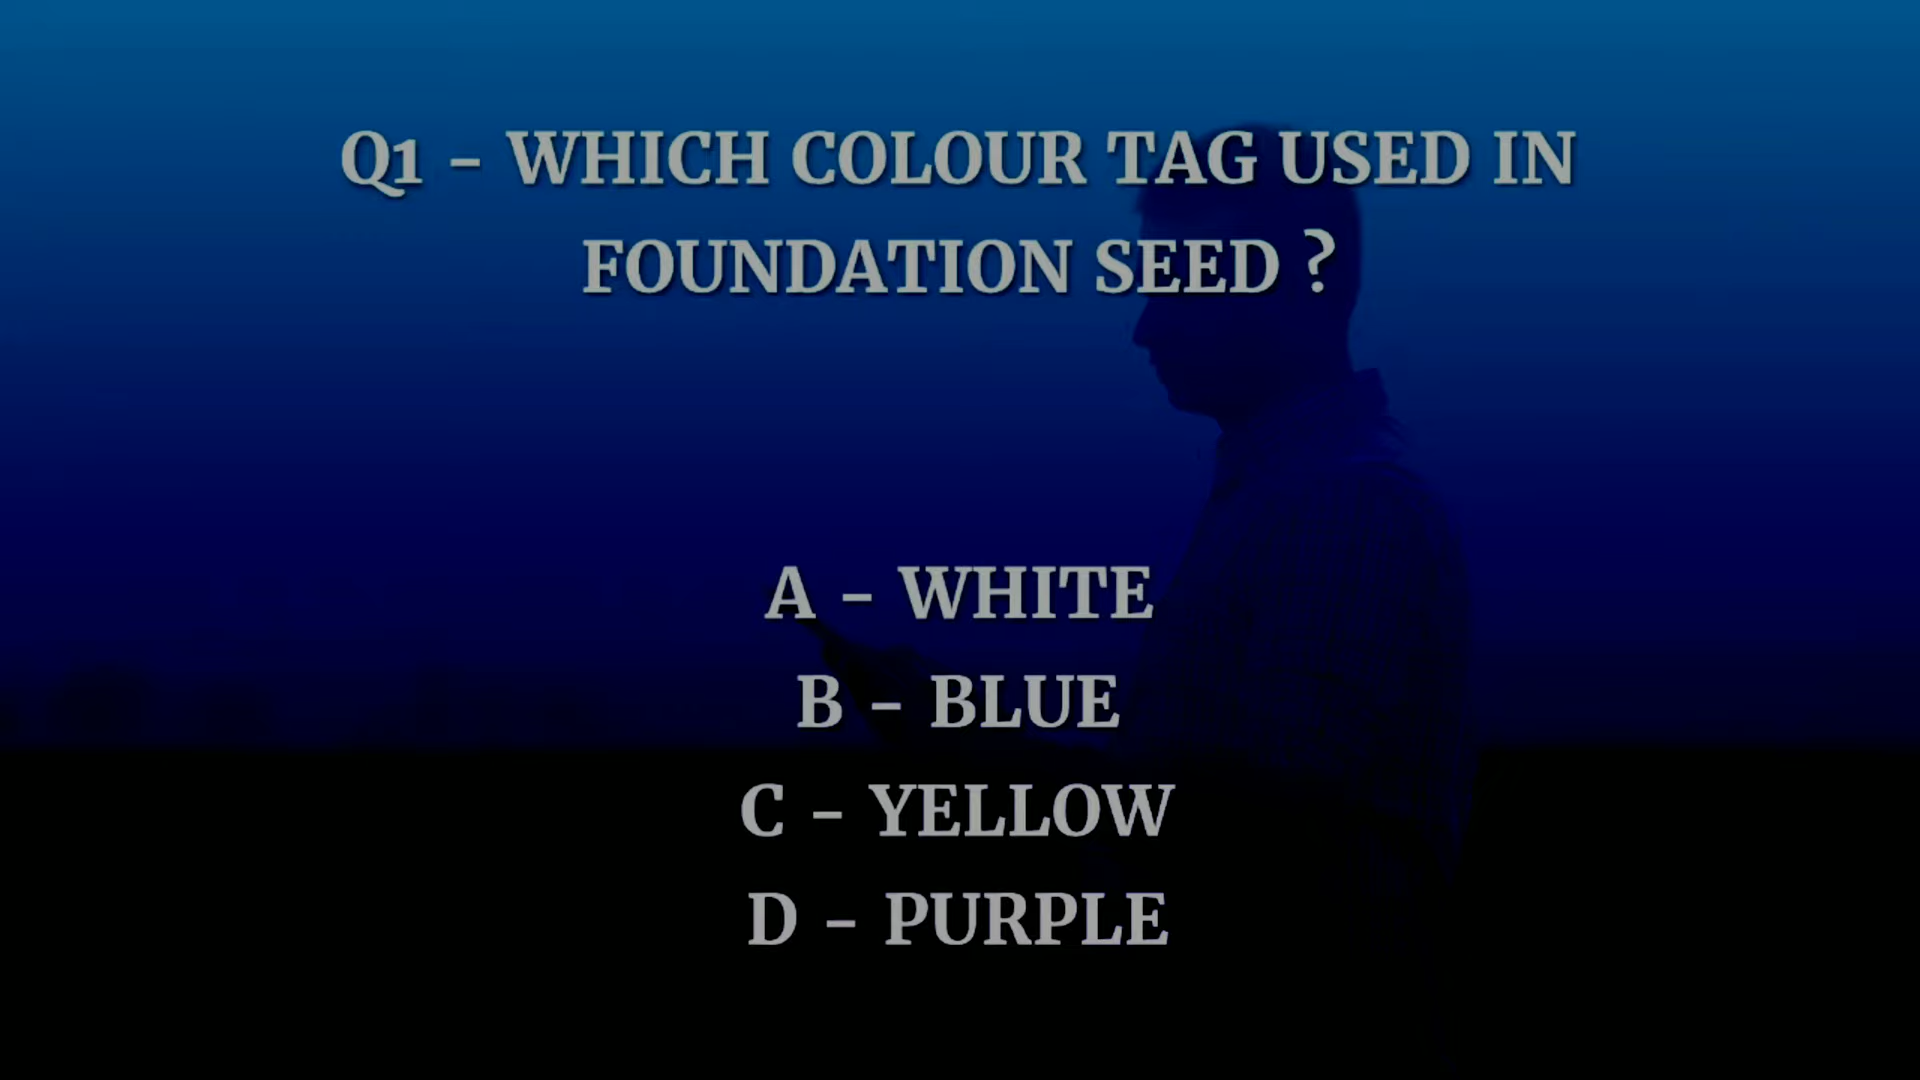 Q1 - WHICH COLOUR TAG USED IN
FOUNDATION SEED ?
A - WHITE
B - BLUE
C - YELLOW
D - PURPLE